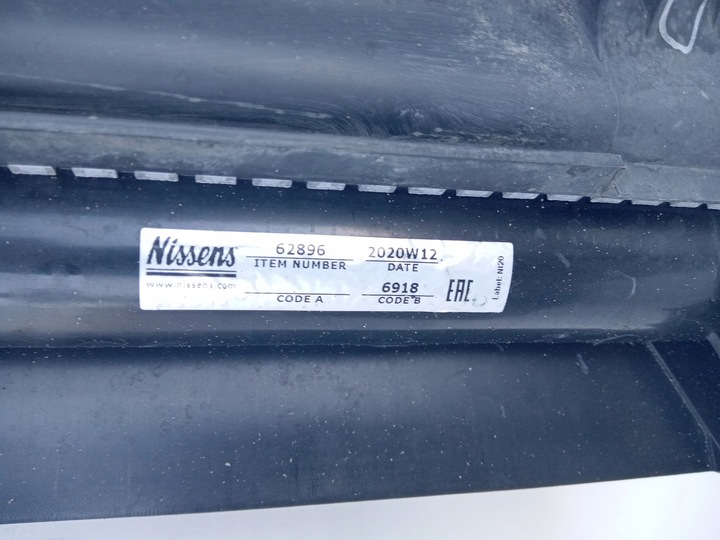 Nissens
62896
2020W12.
ITEM NUMBER
DATE
www.nissens.com
6918
CODE A
CODE B
EAC
Label: NI20